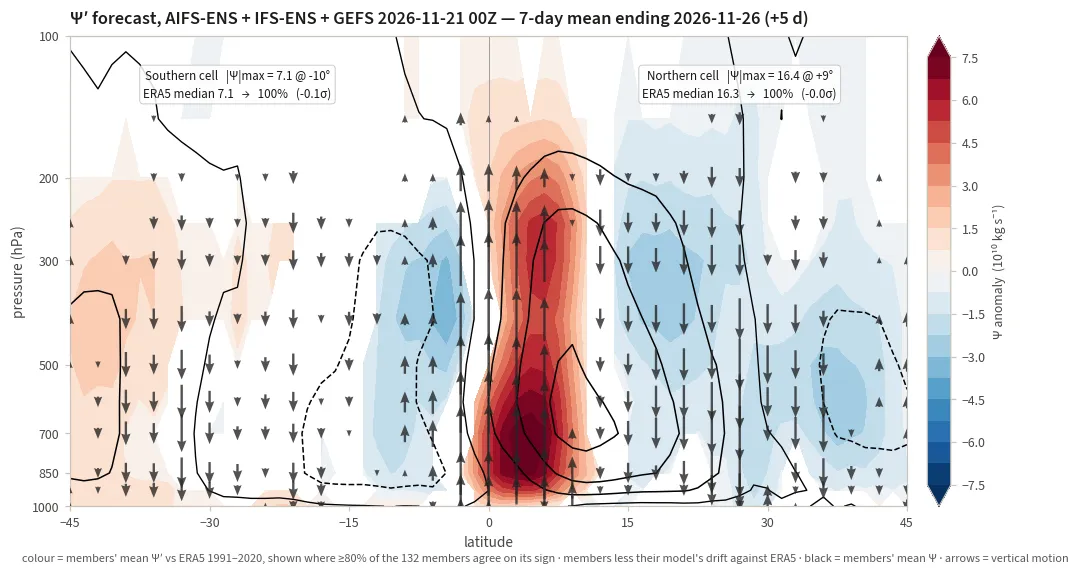 Ψ′ forecast, AIFS-ENS + IFS-ENS + GEFS 2026-11-21 00Z — 7-day mean ending 2026-11-26 (+5 d)
Southern cell |Ψ|max = 7.1 @ -10°
ERA5 median 7.1 → 100% (-0.1σ)
Northern cell |Ψ|max = 16.4 @ +9°
ERA5 median 16.3 → 100% (-0.0σ)
pressure (hPa)
100
200
300
400
500
700
850
1000
−45
−30
−15
0
15
30
45
latitude
7.5
6.0
4.5
3.0
1.5
0.0
−1.5
−3.0
−4.5
−6.0
−7.5
Ψ anomaly (10¹⁰ kg s⁻¹)
colour = members' mean Ψ′ vs ERA5 1991–2020, shown where ≥80% of the 132 members agree on its sign · members less their model's drift against ERA5 · black = members' mean Ψ · arrows = vertical motion